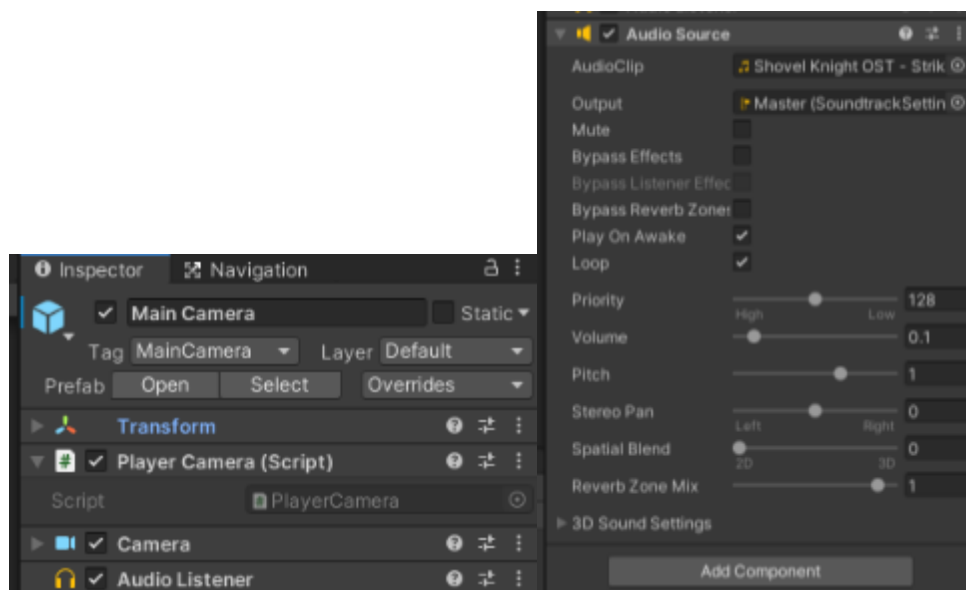 Inspector
Navigation
Main Camera
Static
Tag MainCamera Layer Default
Prefab Open Select Overrides
Transform
# Player Camera (Script)
Script PlayerCamera
Camera
Audio Listener
Audio Source
AudioClip Shovel Knight OST - Strik
Output Master (SoundtrackSettin
Mute
Bypass Effects
Bypass Listener Effec
Bypass Reverb Zones
Play On Awake
Loop
Priority 128
High Low
Volume 0.1
Pitch 1
Stereo Pan 0
Left Right
Spatial Blend 0
2D 3D
Reverb Zone Mix 1
3D Sound Settings
Add Component